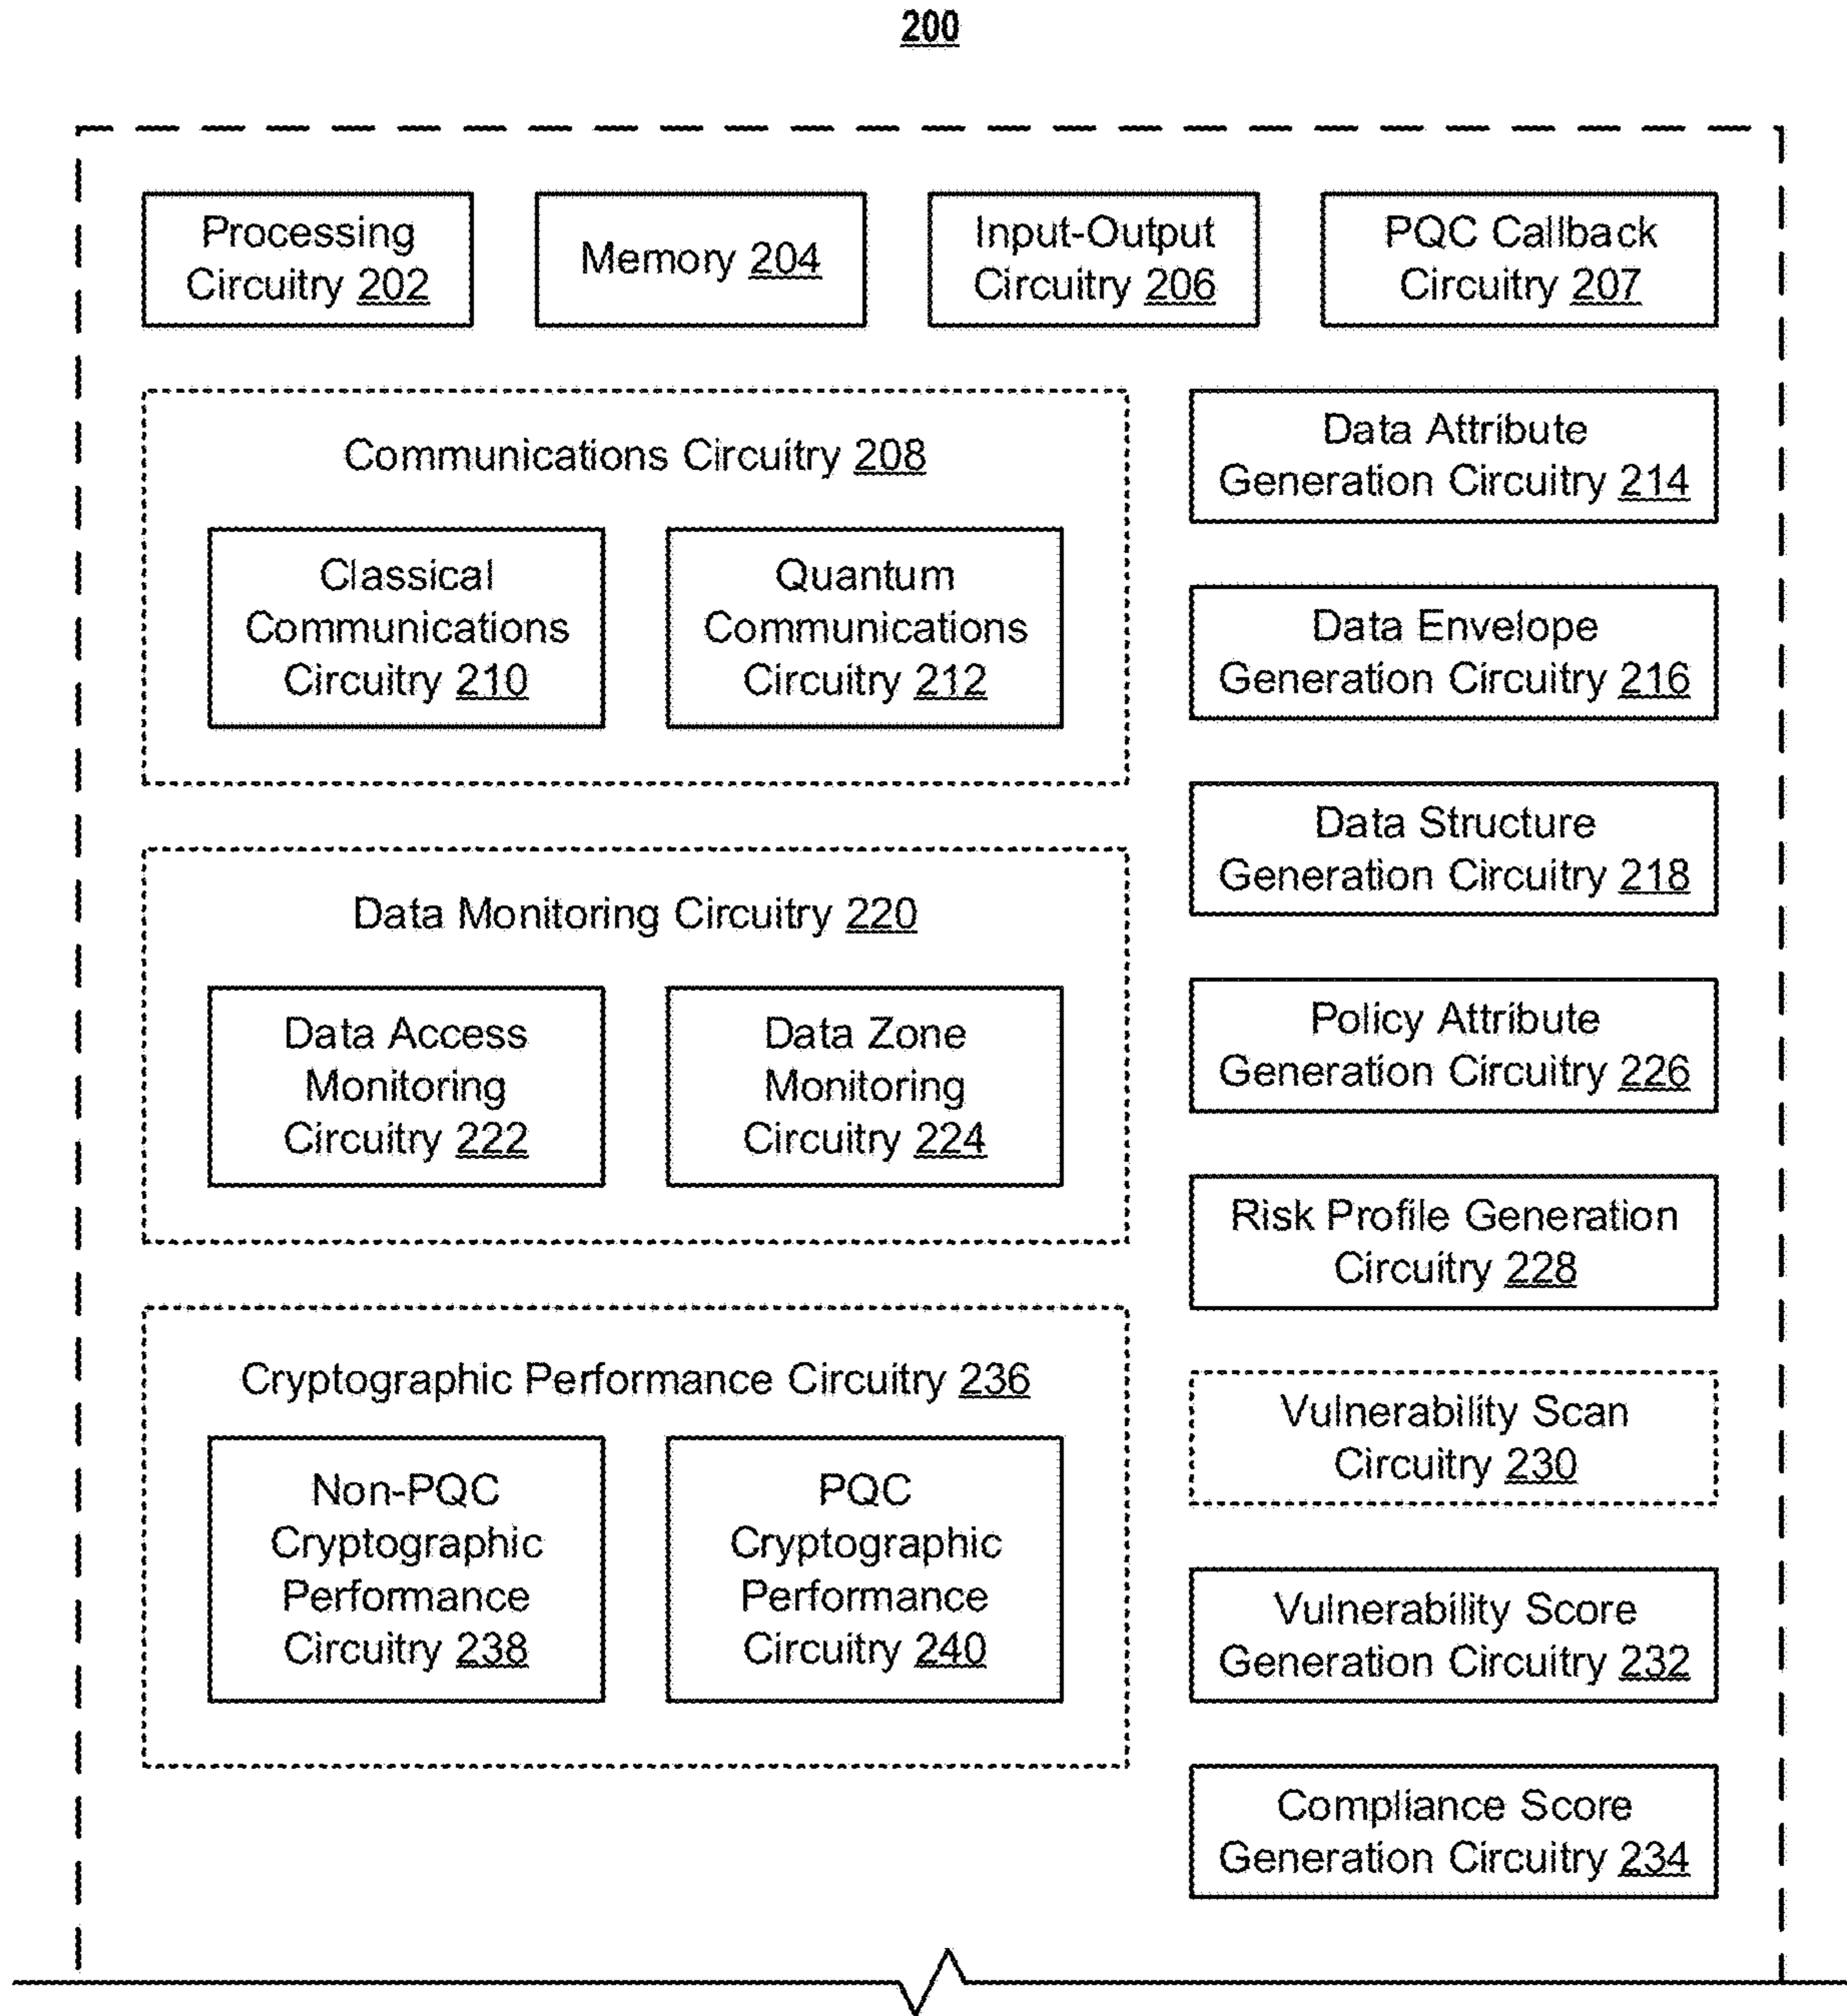 200
Processing
Circuitry 202
Memory 204
Input-Output
Circuitry 206
PQC Callback
Circuitry 207
Communications Circuitry 208
Classical
Communications
Circuitry 210
Quantum
Communications
Circuitry 212
Data Monitoring Circuitry 220
Data Access
Monitoring
Circuitry 222
Data Zone
Monitoring
Circuitry 224
Cryptographic Performance Circuitry 236
Non-PQC
Cryptographic
Performance
Circuitry 238
PQC
Cryptographic
Performance
Circuitry 240
Data Attribute
Generation Circuitry 214
Data Envelope
Generation Circuitry 216
Data Structure
Generation Circuitry 218
Policy Attribute
Generation Circuitry 226
Risk Profile Generation
Circuitry 228
Vulnerability Scan
Circuitry 230
Vulnerability Score
Generation Circuitry 232
Compliance Score
Generation Circuitry 234